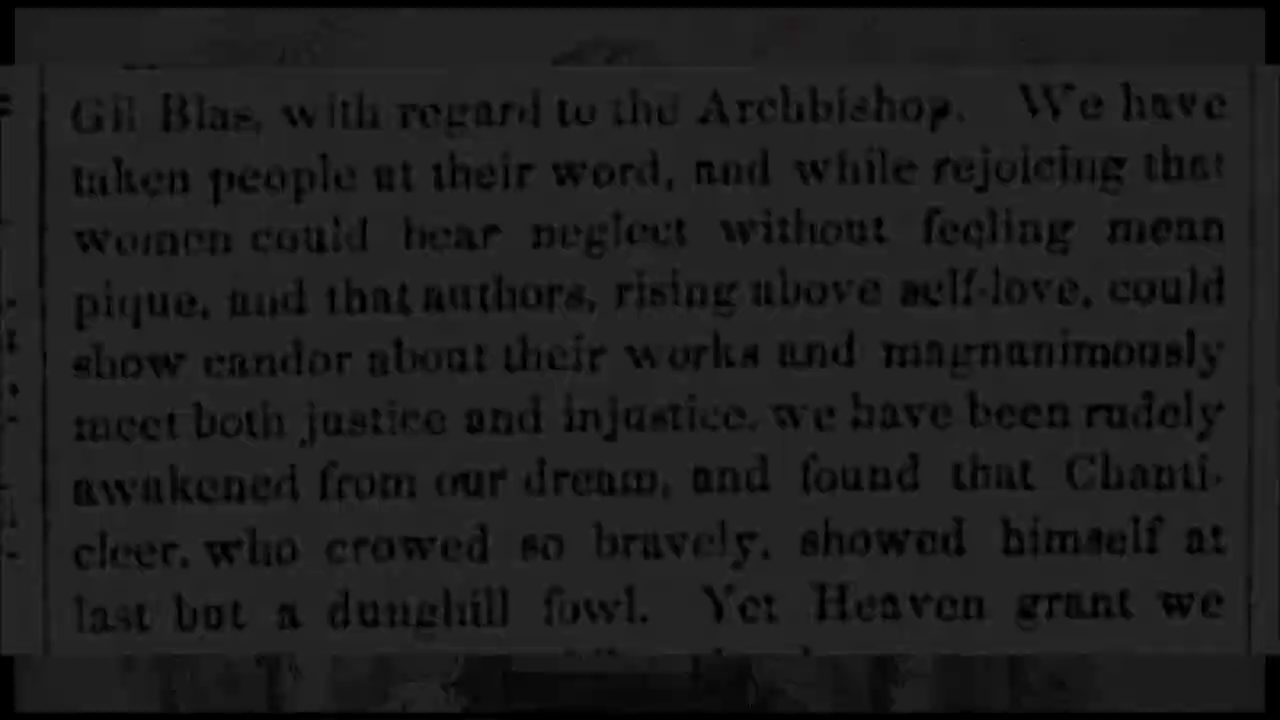 Gil Blas, with regard to the Archbishop. We have
taken people at their word, and while rejoicing that
women could bear neglect without feeling mean
pique, and that authors, rising above self-love, could
show candor about their works and magnanimously
meet both justice and injustice, we have been rudely
awakened from our dream, and found that Chanti-
cleer, who crowed so bravely, showed himself at
last but a dunghill fowl. Yet Heaven grant we